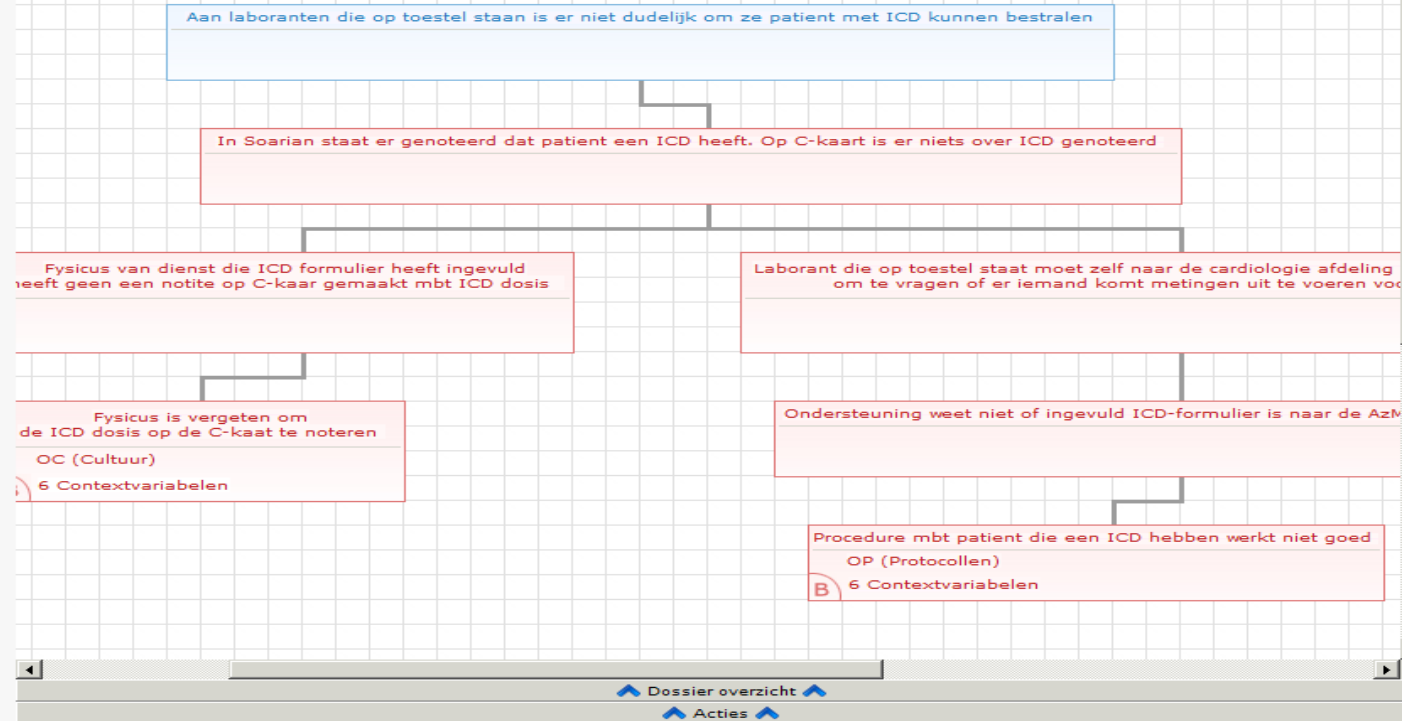 Aan laboranten die op toestel staan is er niet dudelijk om ze patient met ICD kunnen bestralen
In Soarian staat er genoteerd dat patient een ICD heeft. Op C-kaart is er niets over ICD genoteerd
Fysicus van dienst die ICD formulier heeft ingevuld
heeft geen een notite op C-kaar gemaakt mbt ICD dosis
Laborant die op toestel staat moet zelf naar de cardiologie afdeling
om te vragen of er iemand komt metingen uit te voeren
Fysicus is vergeten om
de ICD dosis op de C-kaat te noteren
OC (Cultuur)
6 Contextvariabelen
Ondersteuning weet niet of ingevuld ICD-formulier is naar de AzM
Procedure mbt patient die een ICD hebben werkt niet goed
OP (Protocollen)
B
6 Contextvariabelen
Dossier overzicht
Acties